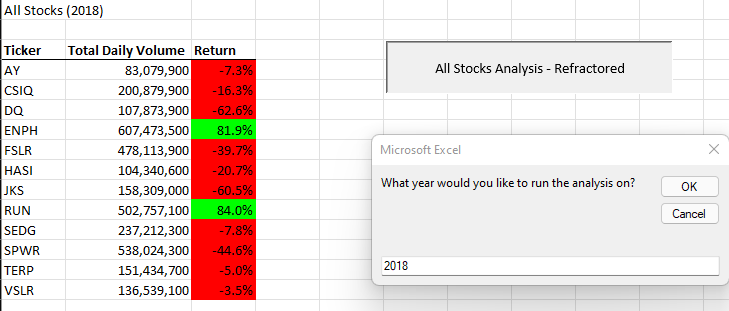 All Stocks (2018)
Ticker Total Daily Volume Return
AY 83,079,900 -7.3%
CSIQ 200,879,900 -16.3%
DQ 107,873,900 -62.6%
ENPH 607,473,500 81.9%
FSLR 478,113,900 -39.7%
HASI 104,340,600 -20.7%
JKS 158,309,000 -60.5%
RUN 502,757,100 84.0%
SEDG 237,212,300 -7.8%
SPWR 538,024,300 -44.6%
TERP 151,434,700 -5.0%
VSLR 136,539,100 -3.5%
All Stocks Analysis - Refractored
Microsoft Excel
What year would you like to run the analysis on?
OK
Cancel
2018